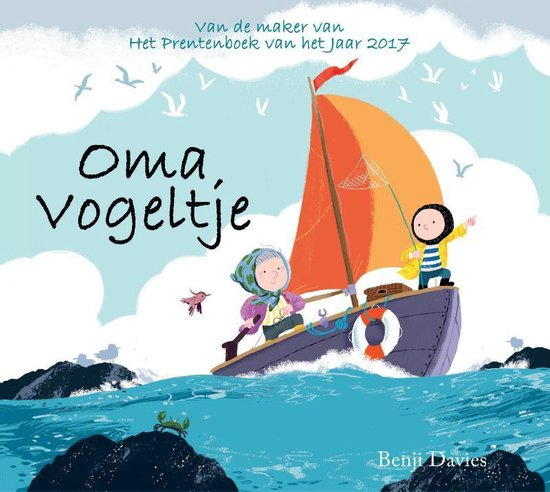 Van de maker van
Het Prentenboek van het Jaar 2017
Oma
Vogeltje
Benji Davies